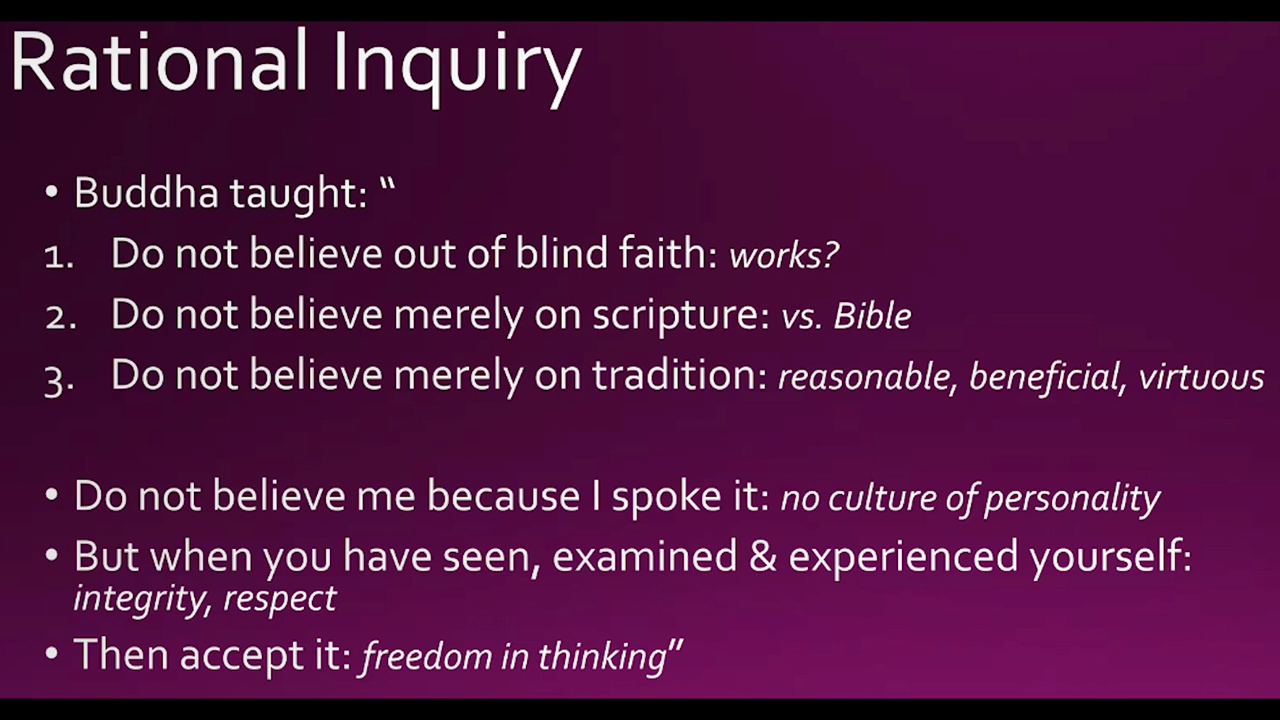 Rational Inquiry
• Buddha taught: “
1. Do not believe out of blind faith: works?
2. Do not believe merely on scripture: vs. Bible
3. Do not believe merely on tradition: reasonable, beneficial, virtuous
• Do not believe me because I spoke it: no culture of personality
• But when you have seen, examined & experienced yourself:
integrity, respect
• Then accept it: freedom in thinking”